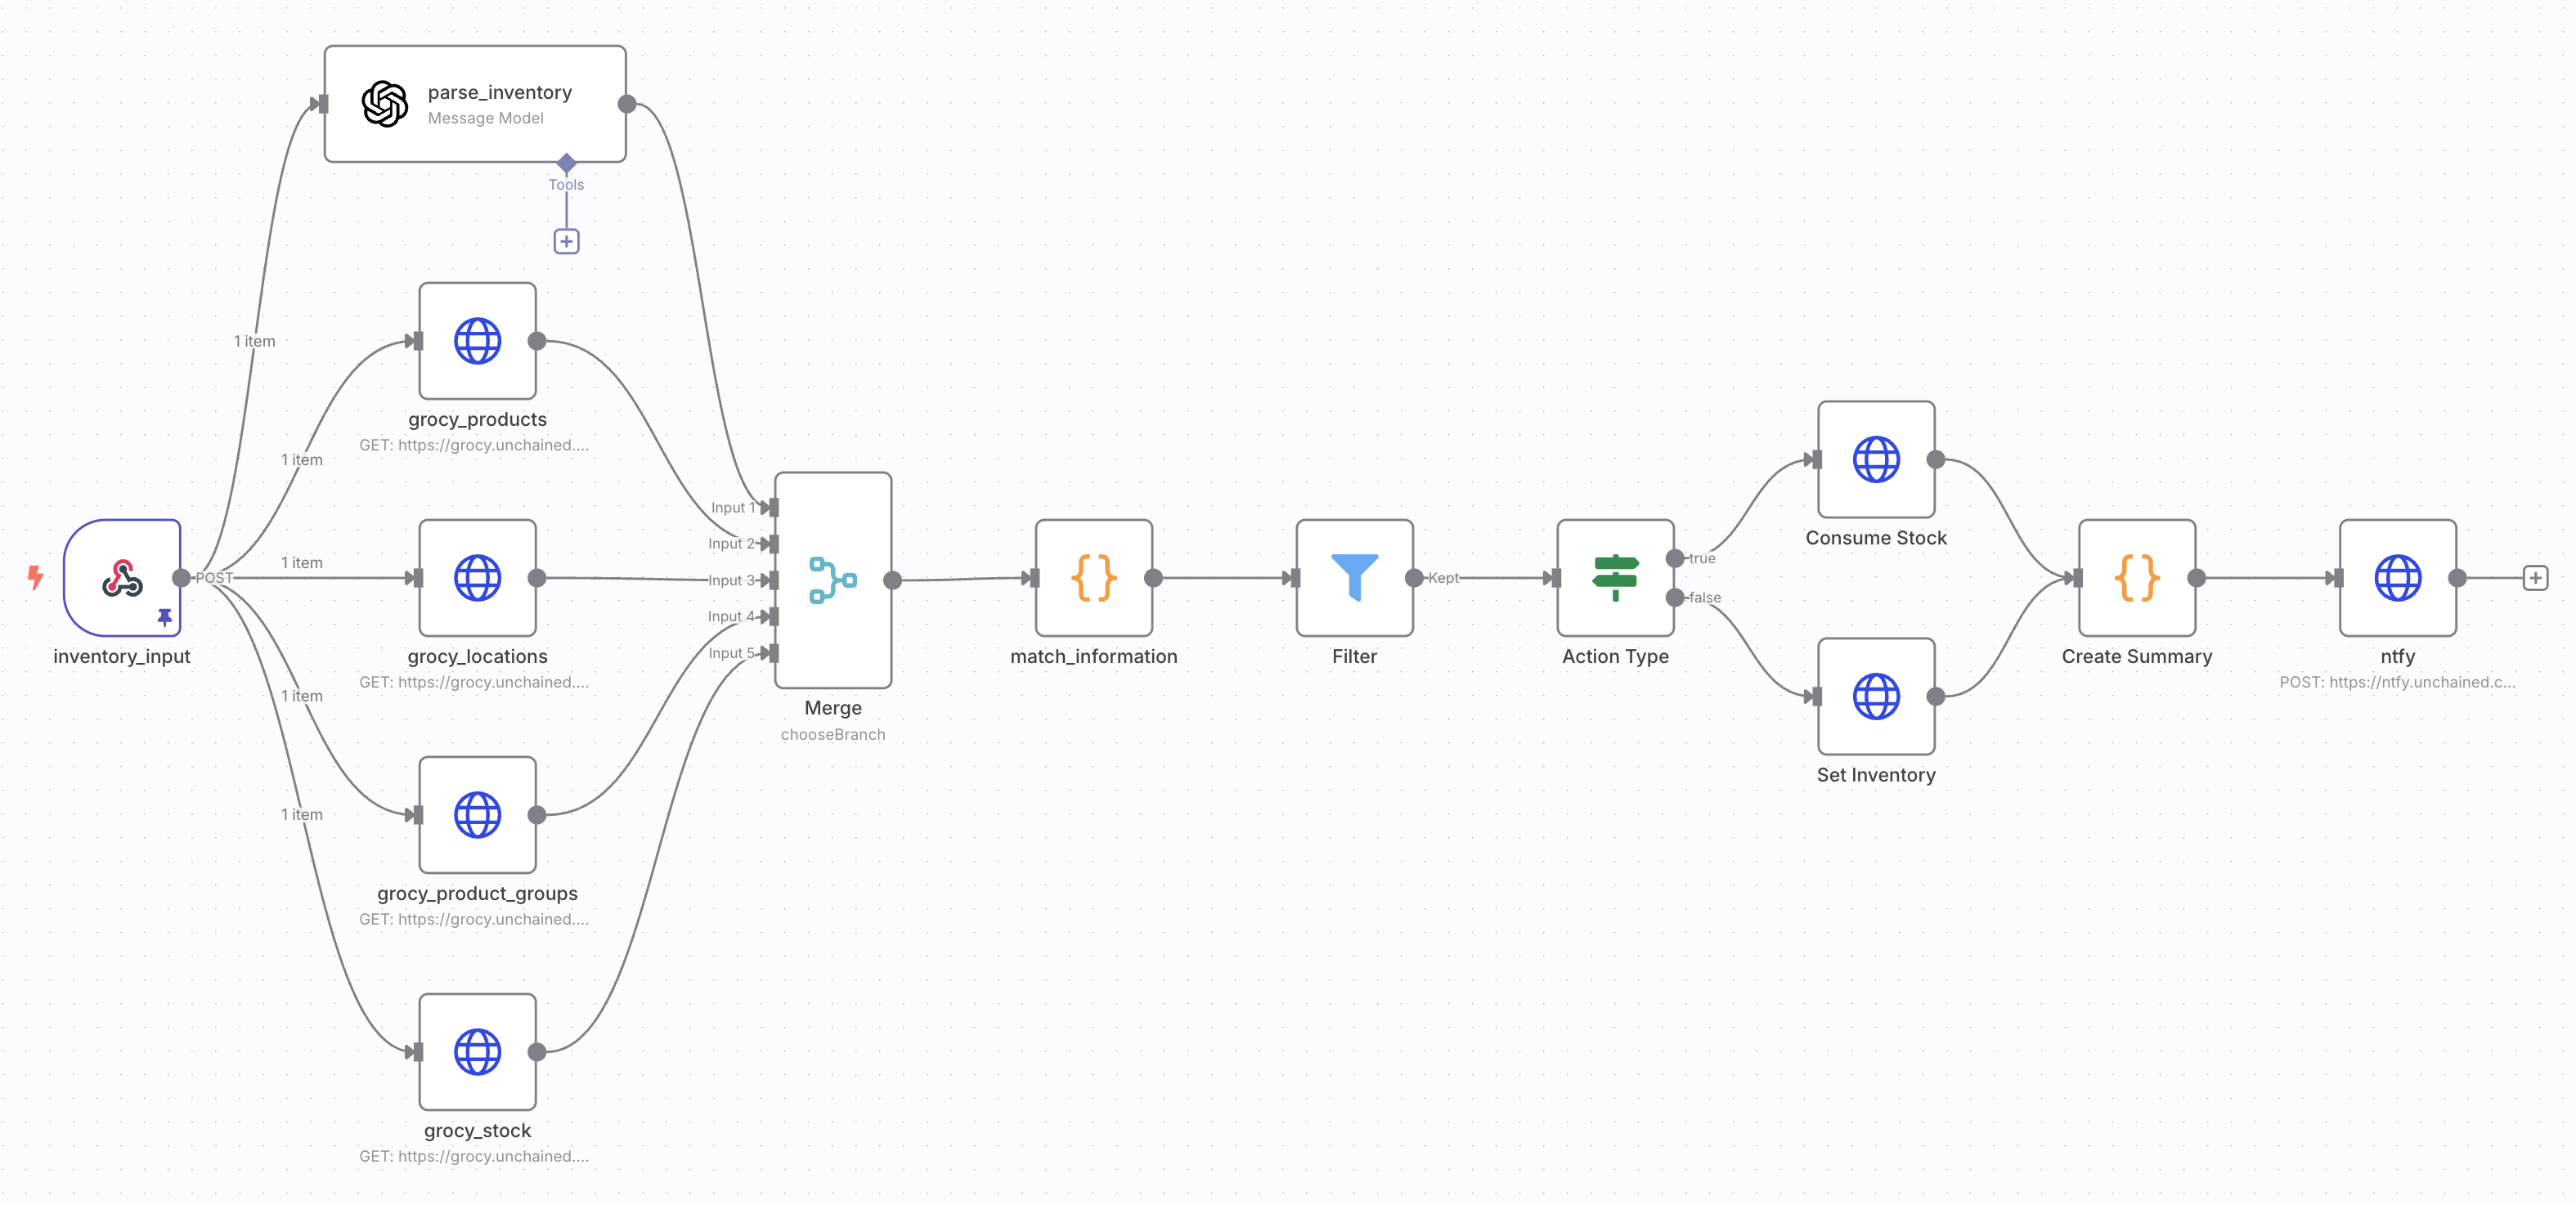 parse_inventory
Message Model
Tools
1 item
grocy_products
GET: https://grocy.unchained....
1 item
POST
1 item
inventory_input
grocy_locations
GET: https://grocy.unchained....
1 item
grocy_product_groups
GET: https://grocy.unchained....
1 item
grocy_stock
GET: https://grocy.unchained....
Input 1
Input 2
Input 3
Input 4
Input 5
Merge
chooseBranch
match_information
Kept
Filter
true
false
Action Type
Consume Stock
Set Inventory
Create Summary
ntfy
POST: https://ntfy.unchained.c...